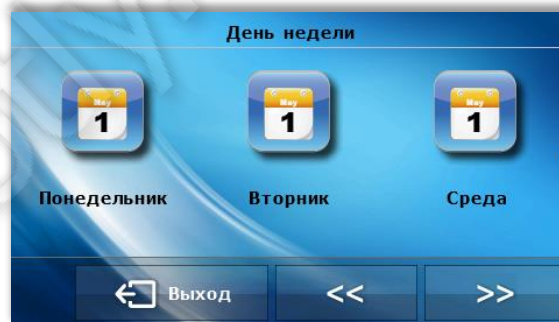 День недели
May May May
1 1 1
Понедельник Вторник Среда
Выход << >>